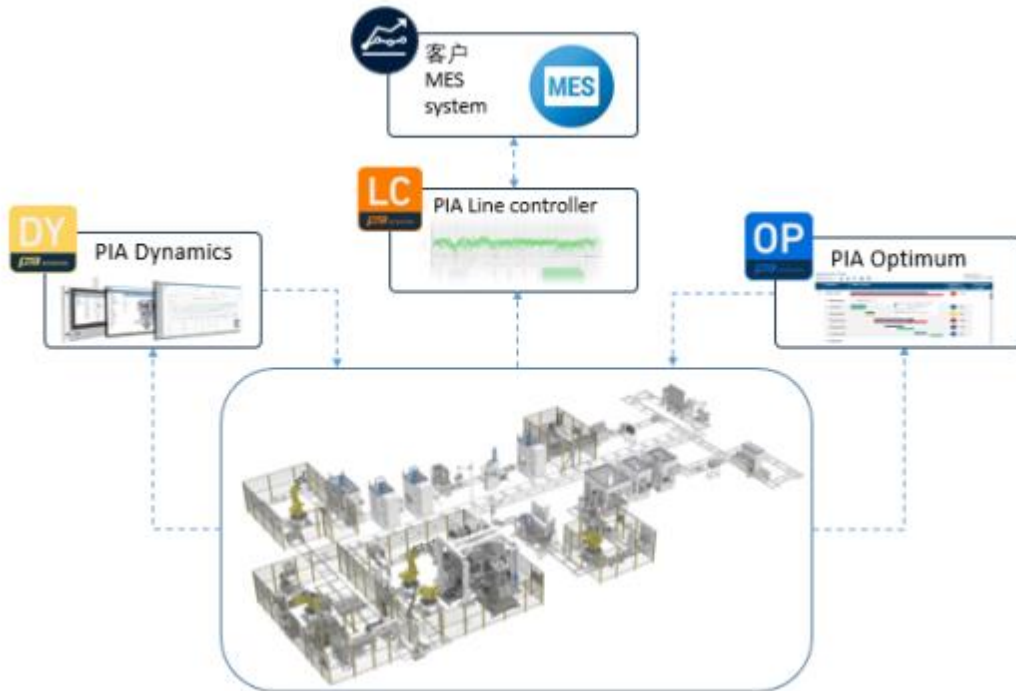 客户
MES
system
MES
LC
PIA Line controller
DY
PIA Dynamics
OP
PIA Optimum